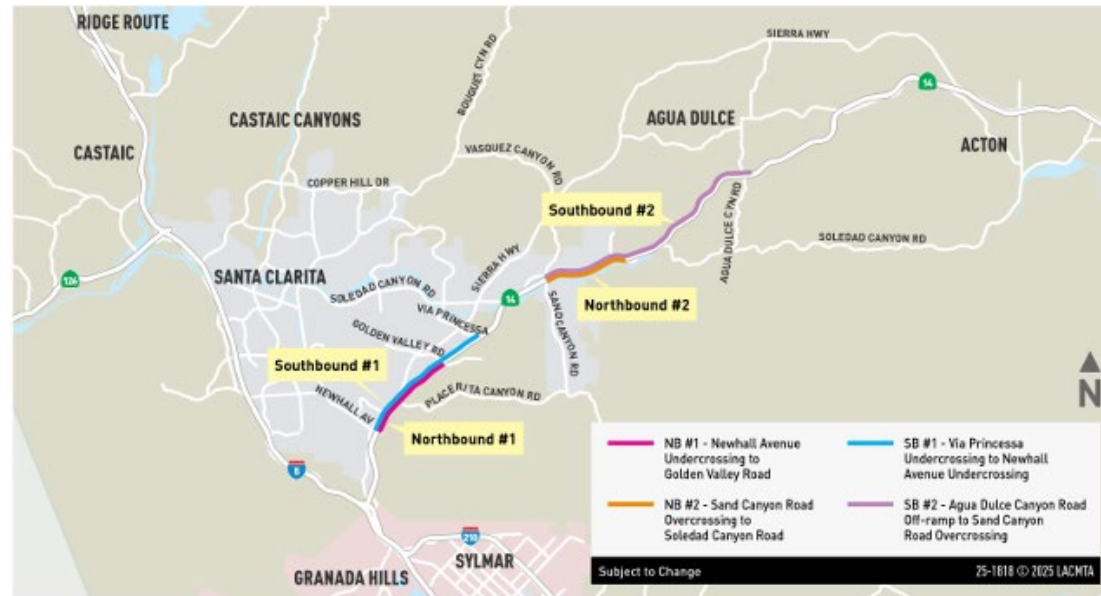 RIDGE ROUTE
SIERRA HWY
BOUQUET CYN RD
14
CASTAIC CANYONS
AGUA DULCE
CASTAIC
ACTON
VASQUEZ CANYON RD
COPPER HILL DR
Southbound #2
AGUA DULCE CYN RD
SOLEDAD CANYON RD
126
SANTA CLARITA
SOLEDAD CANYON RD
SIERRA HWY
14
Northbound #2
VIA PRINCESSA
SAND CANYON RD
GOLDEN VALLEY RD
Southbound #1
NEWHALL AV
PLACERITA CANYON RD
N
Northbound #1
5
NB #1 - Newhall Avenue
Undercrossing to
Golden Valley Road
SB #1 - Via Princessa
Undercrossing to Newhall
Avenue Undercrossing
NB #2 - Sand Canyon Road
Overcrossing to
Soledad Canyon Road
SB #2 - Agua Dulce Canyon Road
Off-ramp to Sand Canyon
Road Overcrossing
210
SYLMAR
GRANADA HILLS
Subject to Change
25-1818 © 2025 LACMTA